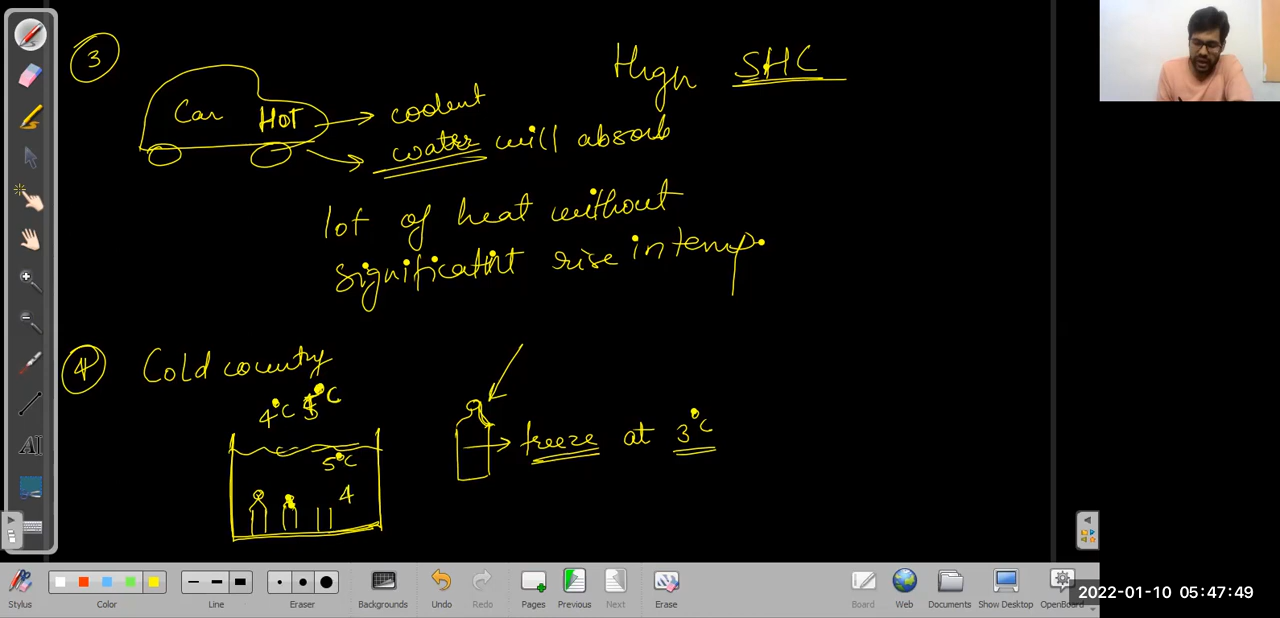 3
High SHC
Car HOT
coolent
water will absorb
lot of heat without
significant rise in temp.
4 Cold country
4°C 5°C
freeze at 3°C
5°C
4
AI
Stylus
Color
Line
Eraser
Backgrounds
Undo
Redo
Pages
Previous
Next
Erase
Board
Web
Documents
Show Desktop
OpenBoard
2022-01-10 05:47:49